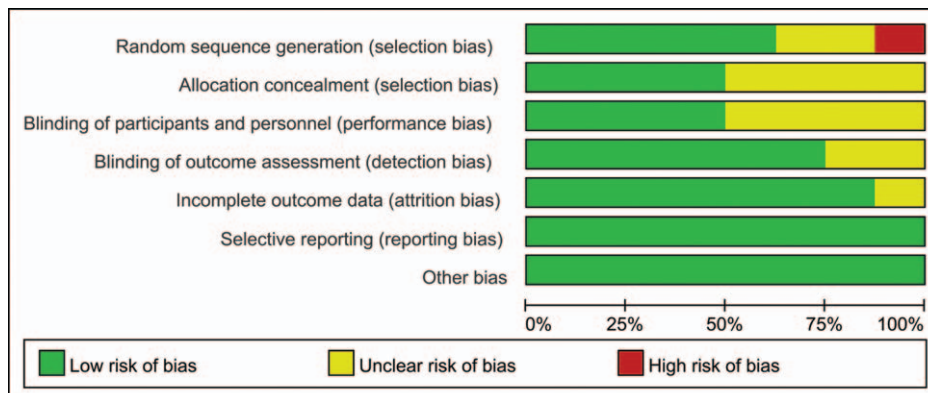 Random sequence generation (selection bias)
Allocation concealment (selection bias)
Blinding of participants and personnel (performance bias)
Blinding of outcome assessment (detection bias)
Incomplete outcome data (attrition bias)
Selective reporting (reporting bias)
Other bias
0% 25% 50% 75% 100%
Low risk of bias Unclear risk of bias High risk of bias